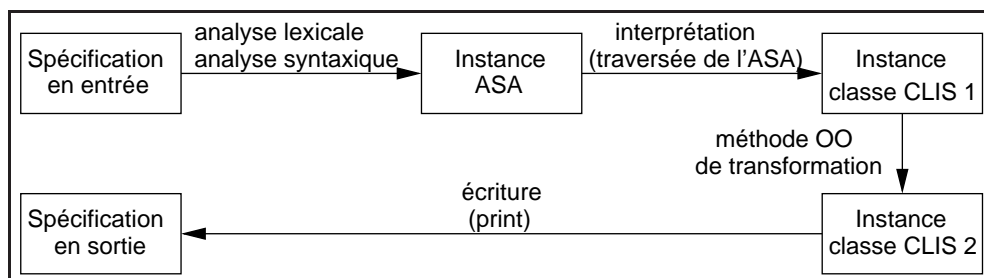 Spécification
en entrée
analyse lexicale
analyse syntaxique
Instance
ASA
interprétation
(traversée de l'ASA)
Instance
classe CLIS 1
méthode OO
de transformation
Instance
classe CLIS 2
écriture
(print)
Spécification
en sortie